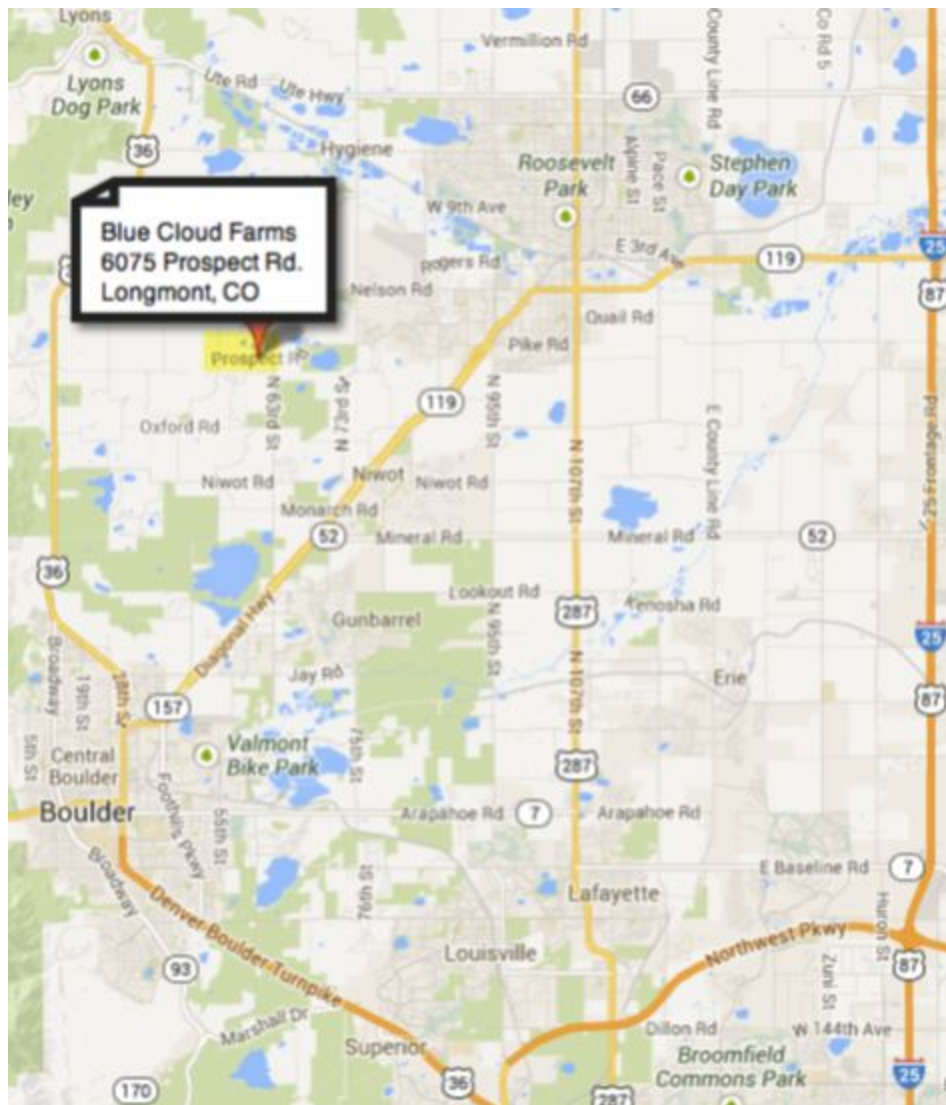 Lyons
Vermillion Rd
County Line Rd
Co Rd 5
Lyons
Dog Park
Ute Rd
Ute Hwy
66
36
Hygiene
Alpine St
Pace St
Roosevelt
Park
Stephen
Day Park
ley
W 9th Ave
Blue Cloud Farms
6075 Prospect Rd.
Longmont, CO
Rogers Rd
E 3rd Ave
119
25
Nelson Rd
87
Quail Rd
Pike Rd
Prospect R
N 63rd St
N 73rd St
119
N 95th St
E County Line Rd
I-25 Frontage Rd
Oxford Rd
N 107th St
Niwot
Niwot Rd
Niwot Rd
Monarch Rd
52
Mineral Rd
Mineral Rd
52
36
Lookout Rd
287
Tenosha Rd
Gunbarrel
N 95th St
25
Diagonal Hwy
Broadway
19th St
28th St
Jay Rd
N 107th St
Erie
87
157
5th St
Central
Boulder
Valmont
Bike Park
75th St
287
Foothills Pkwy
55th St
Boulder
Arapahoe Rd
7
Arapahoe Rd
Broadway
E Baseline Rd
7
76th St
Lafayette
Denver Boulder Turnpike
Huron St
Northwest Pkwy
Louisville
93
87
Zuni St
Marshall Dr
Dillon Rd
W 144th Ave
Superior
Broomfield
Commons Park
36
25
170
287